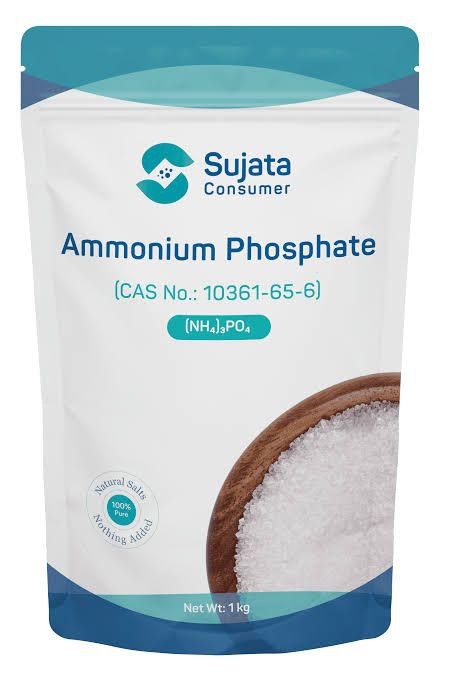 Sujata
Consumer
Ammonium Phosphate
(CAS No.: 10361-65-6)
(NH₄)₃PO₄
Natural Salts
100%
Pure
Nothing Added
Net Wt: 1 kg